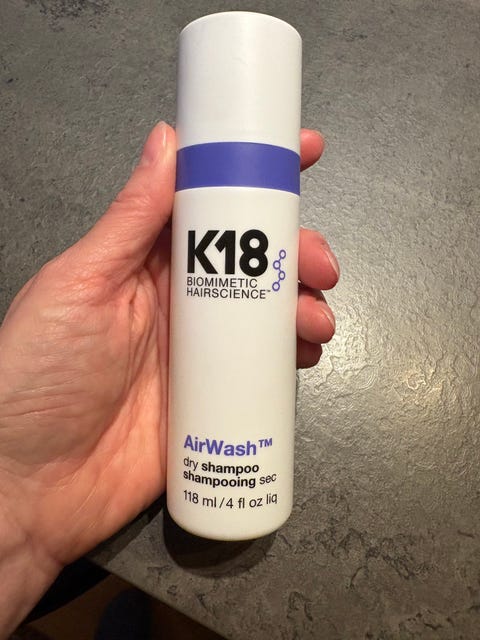 K18
BIOMIMETIC
HAIRSCIENCE™
AirWash™
dry shampoo
shampooing sec
118 ml / 4 fl oz liq